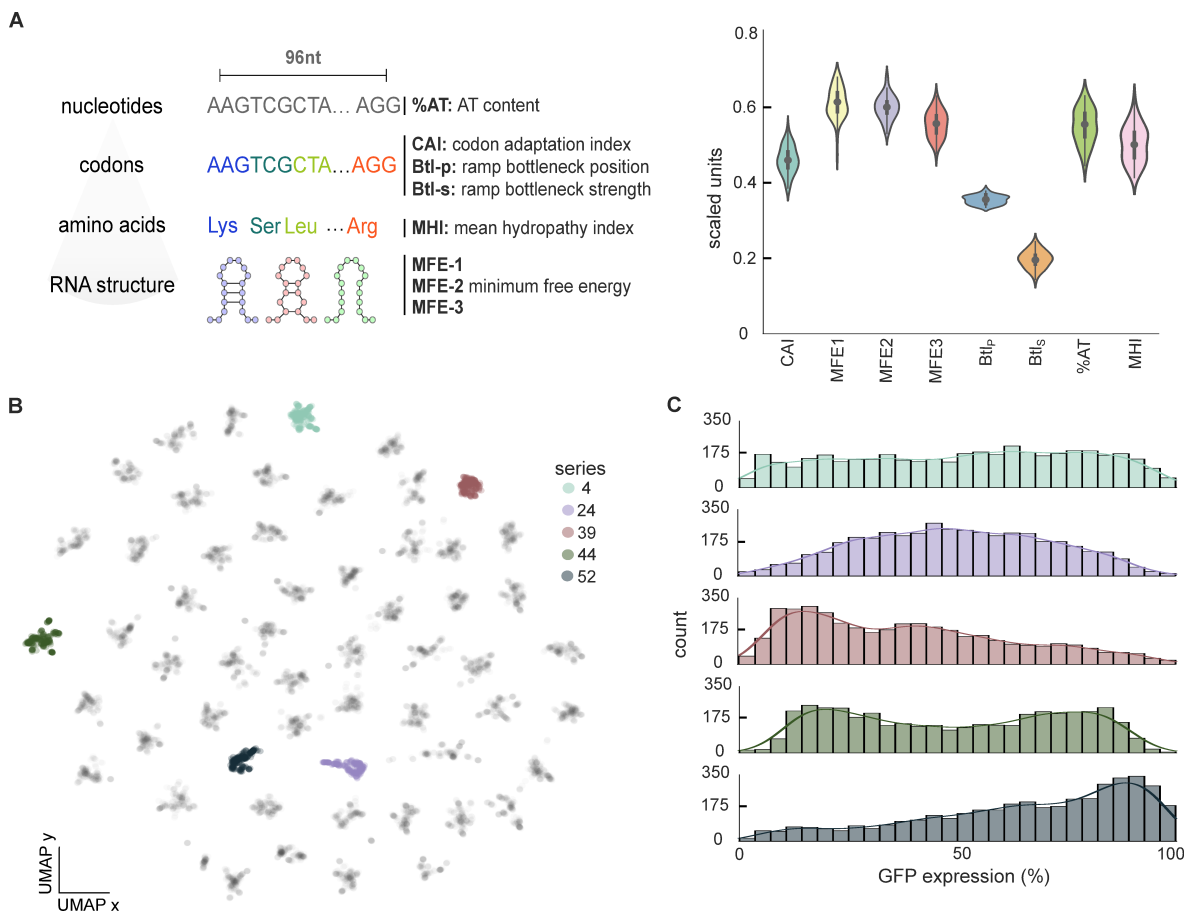 A
96nt
nucleotides
AAGTCGCTA... AGG
%AT: AT content
codons
AAGTCGCTA...AGG
CAI: codon adaptation index
Btl-p: ramp bottleneck position
Btl-s: ramp bottleneck strength
amino acids
Lys Ser Leu ...Arg
MHI: mean hydropathy index
RNA structure
MFE-1
MFE-2 minimum free energy
MFE-3
scaled units
0.8
0.6
0.4
0.2
0
CAI
MFE1
MFE2
MFE3
BtlP
BtlS
%AT
MHI
B
series
4
24
39
44
52
UMAP y
UMAP x
C
count
350
175
0
350
175
0
350
175
0
350
175
0
350
175
0
0
50
100
GFP expression (%)